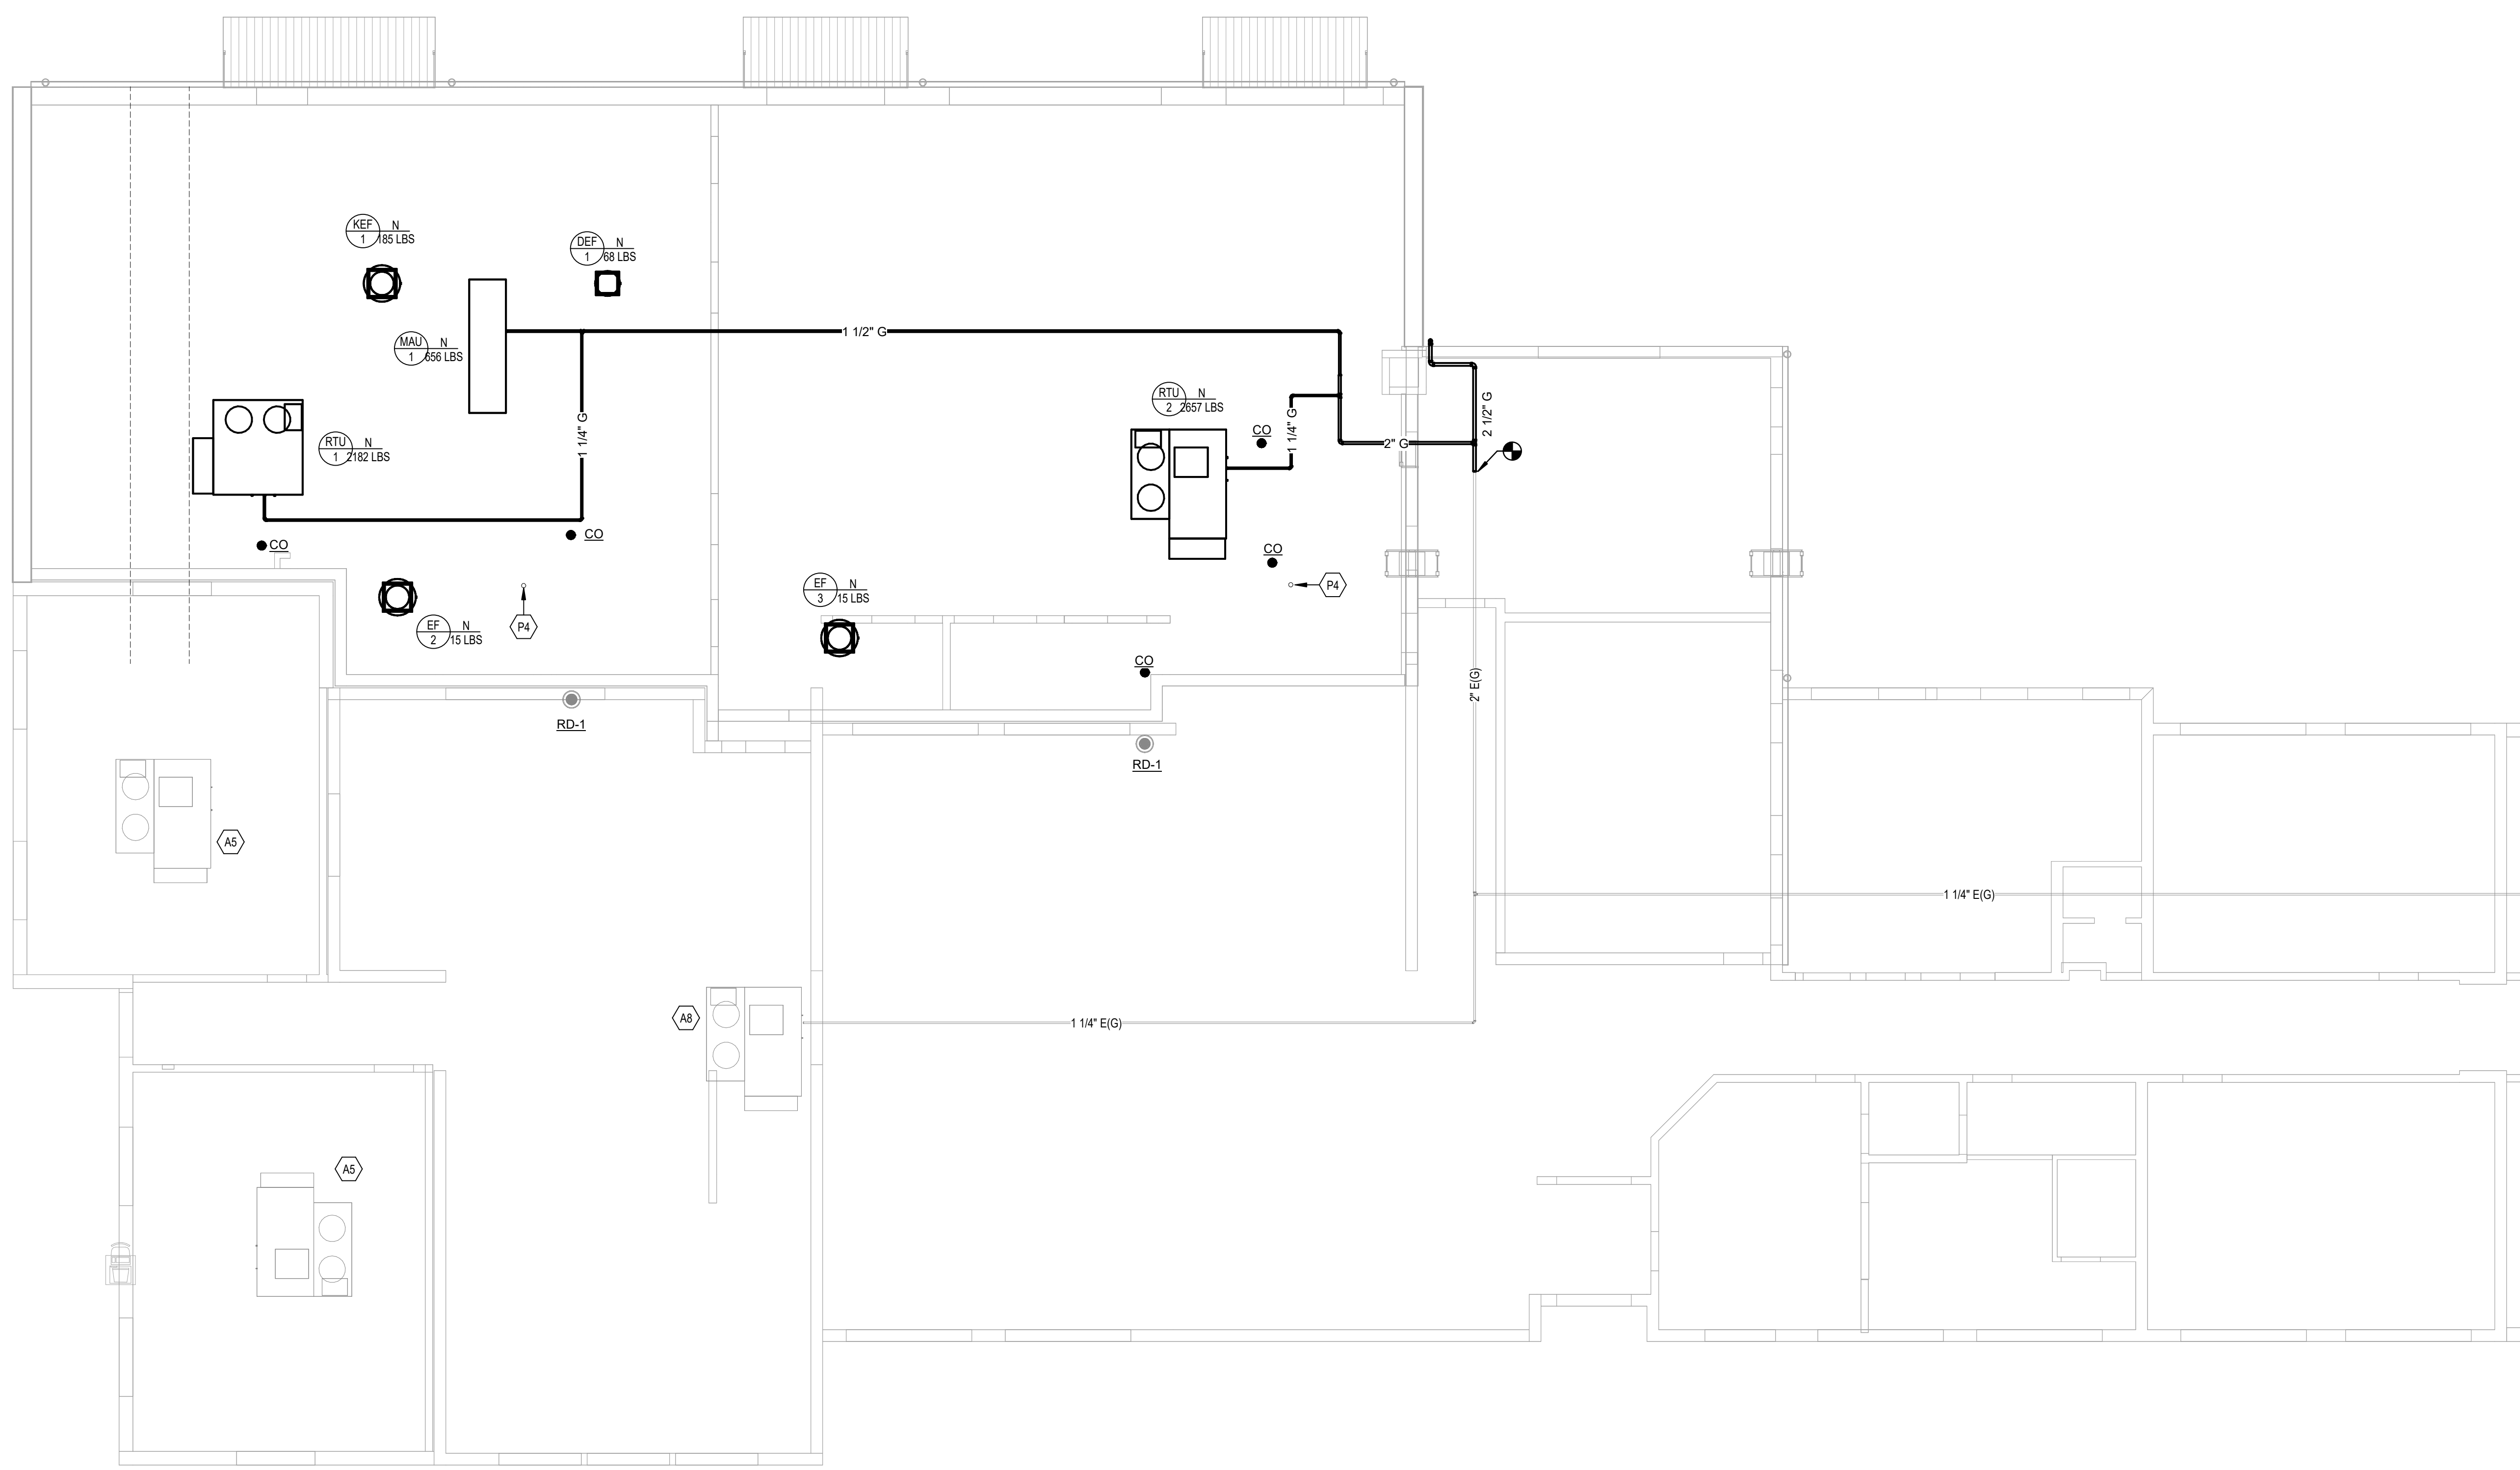 KEF N
1 185 LBS
DEF N
1 68 LBS
1 1/2" G
MAU N
1 656 LBS
RTU N
2 2657 LBS
2 1/2" G
1 1/4" G
1 1/4" G
CO
2" G
RTU N
1 2182 LBS
CO
CO
CO
EF N
3 15 LBS
P4
P4
EF N
2 15 LBS
CO
2" E(G)
RD-1
RD-1
A5
1 1/4" E(G)
A8
1 1/4" E(G)
A5